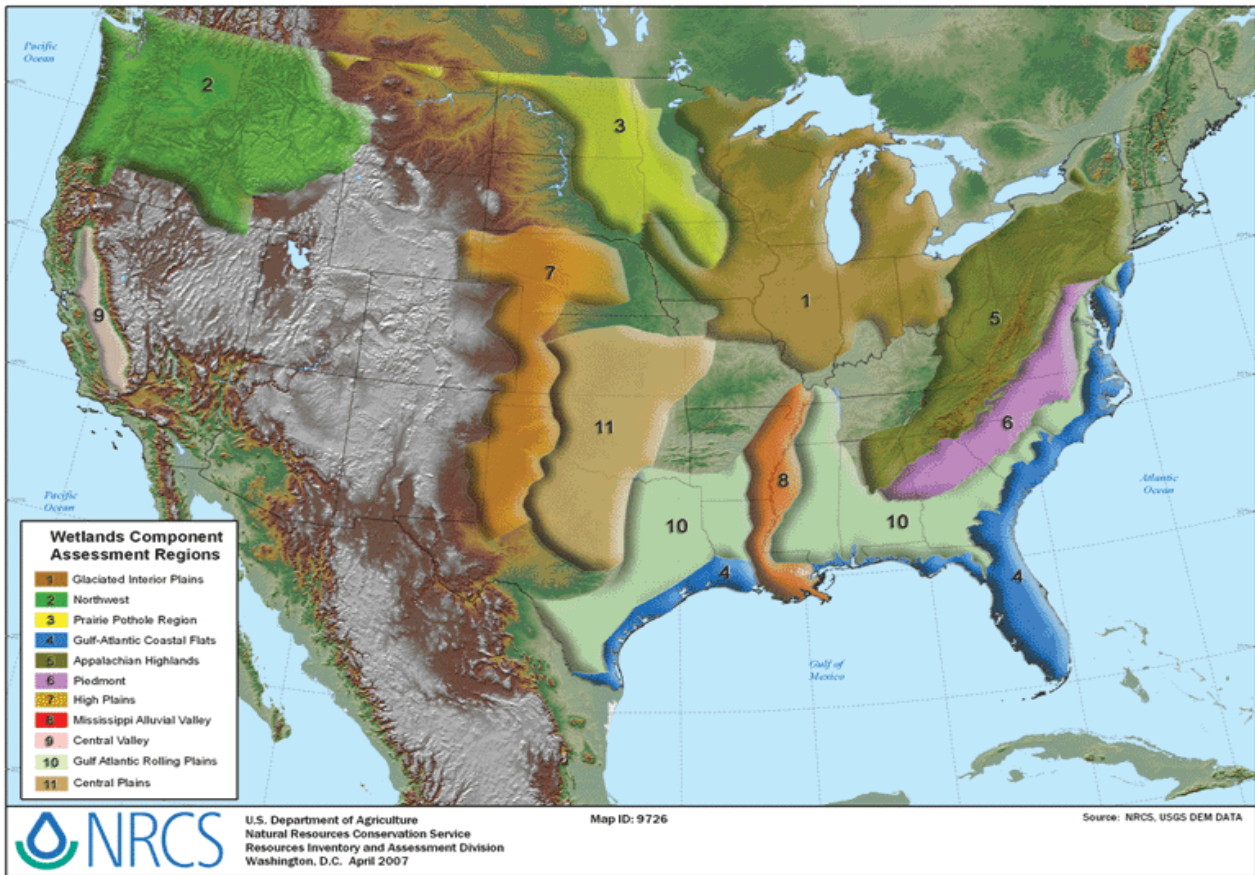 Pacific
Ocean
2
3
7
1
5
9
11
6
8
10
10
4
4
Pacific
Ocean
Atlantic
Ocean
Gulf of
Mexico
Wetlands Component
Assessment Regions
1 Glaciated Interior Plains
2 Northwest
3 Prairie Pothole Region
4 Gulf-Atlantic Coastal Flats
5 Appalachian Highlands
6 Piedmont
7 High Plains
8 Mississippi Alluvial Valley
9 Central Valley
10 Gulf Atlantic Rolling Plains
11 Central Plains
NRCS
U.S. Department of Agriculture
Natural Resources Conservation Service
Resources Inventory and Assessment Division
Washington, D.C. April 2007
Map ID: 9726
Source: NRCS, USGS DEM DATA